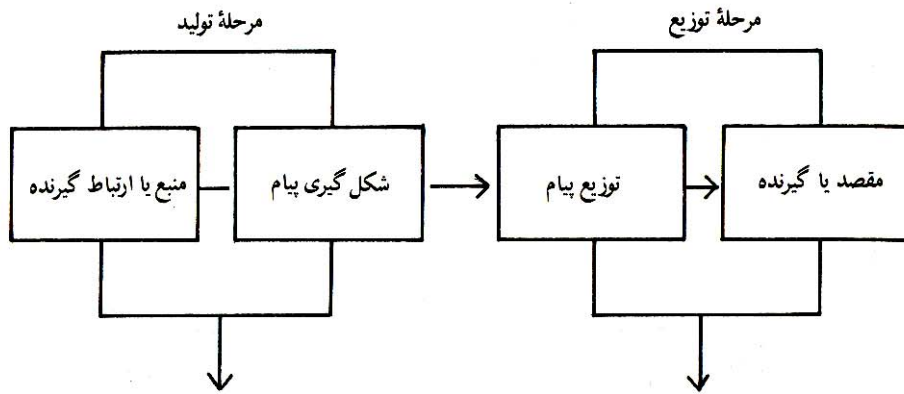 مرحلهٔ تولید
مرحلهٔ توزیع
منبع یا ارتباط گیرنده
شکل گیری پیام
توزیع پیام
مقصد یا گیرنده